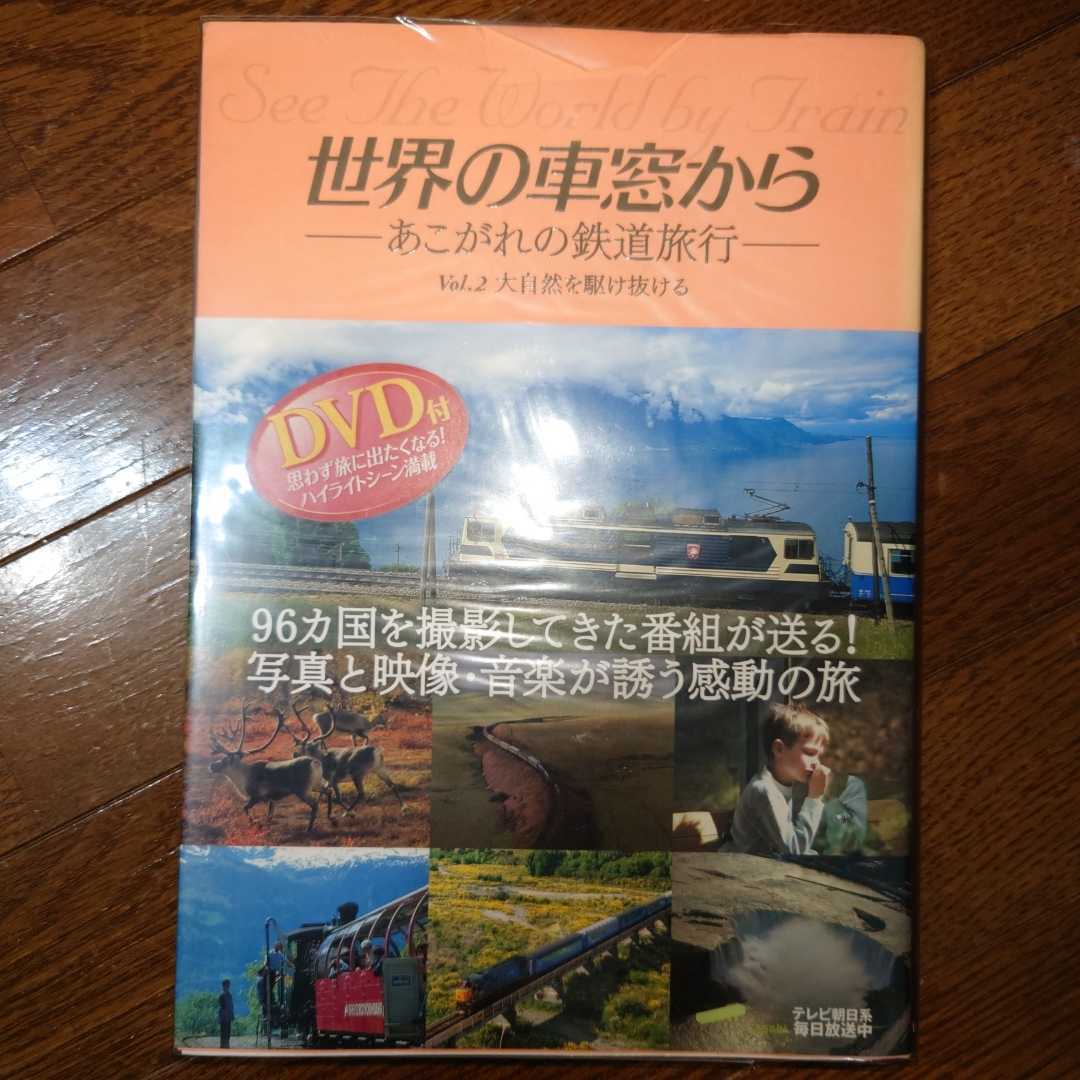 See The World by Train
世界の車窓から
あこがれの鉄道旅行
Vol.2 大自然を駆け抜ける
DVD付
思わず旅に出たくなる!
ハイライトシーン満載
96カ国を撮影してきた番組が送る!
写真と映像・音楽が誘う感動の旅
テレビ朝日系
毎日放送中